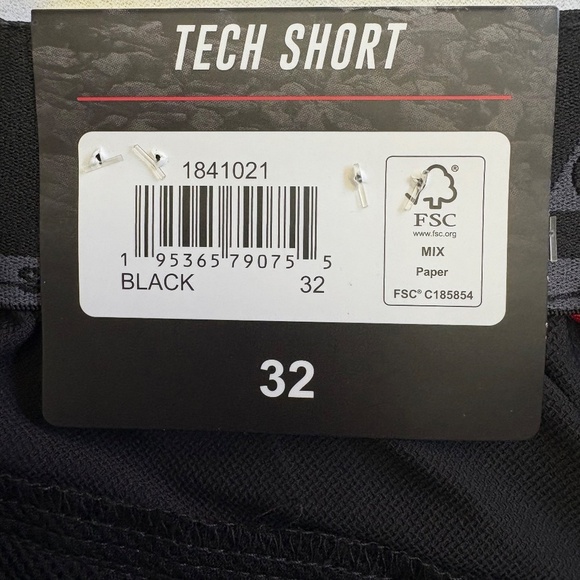 TECH SHORT
1841021
1 95365 79075 5
BLACK 32
FSC®
www.fsc.org
MIX
Paper
FSC® C185854
32